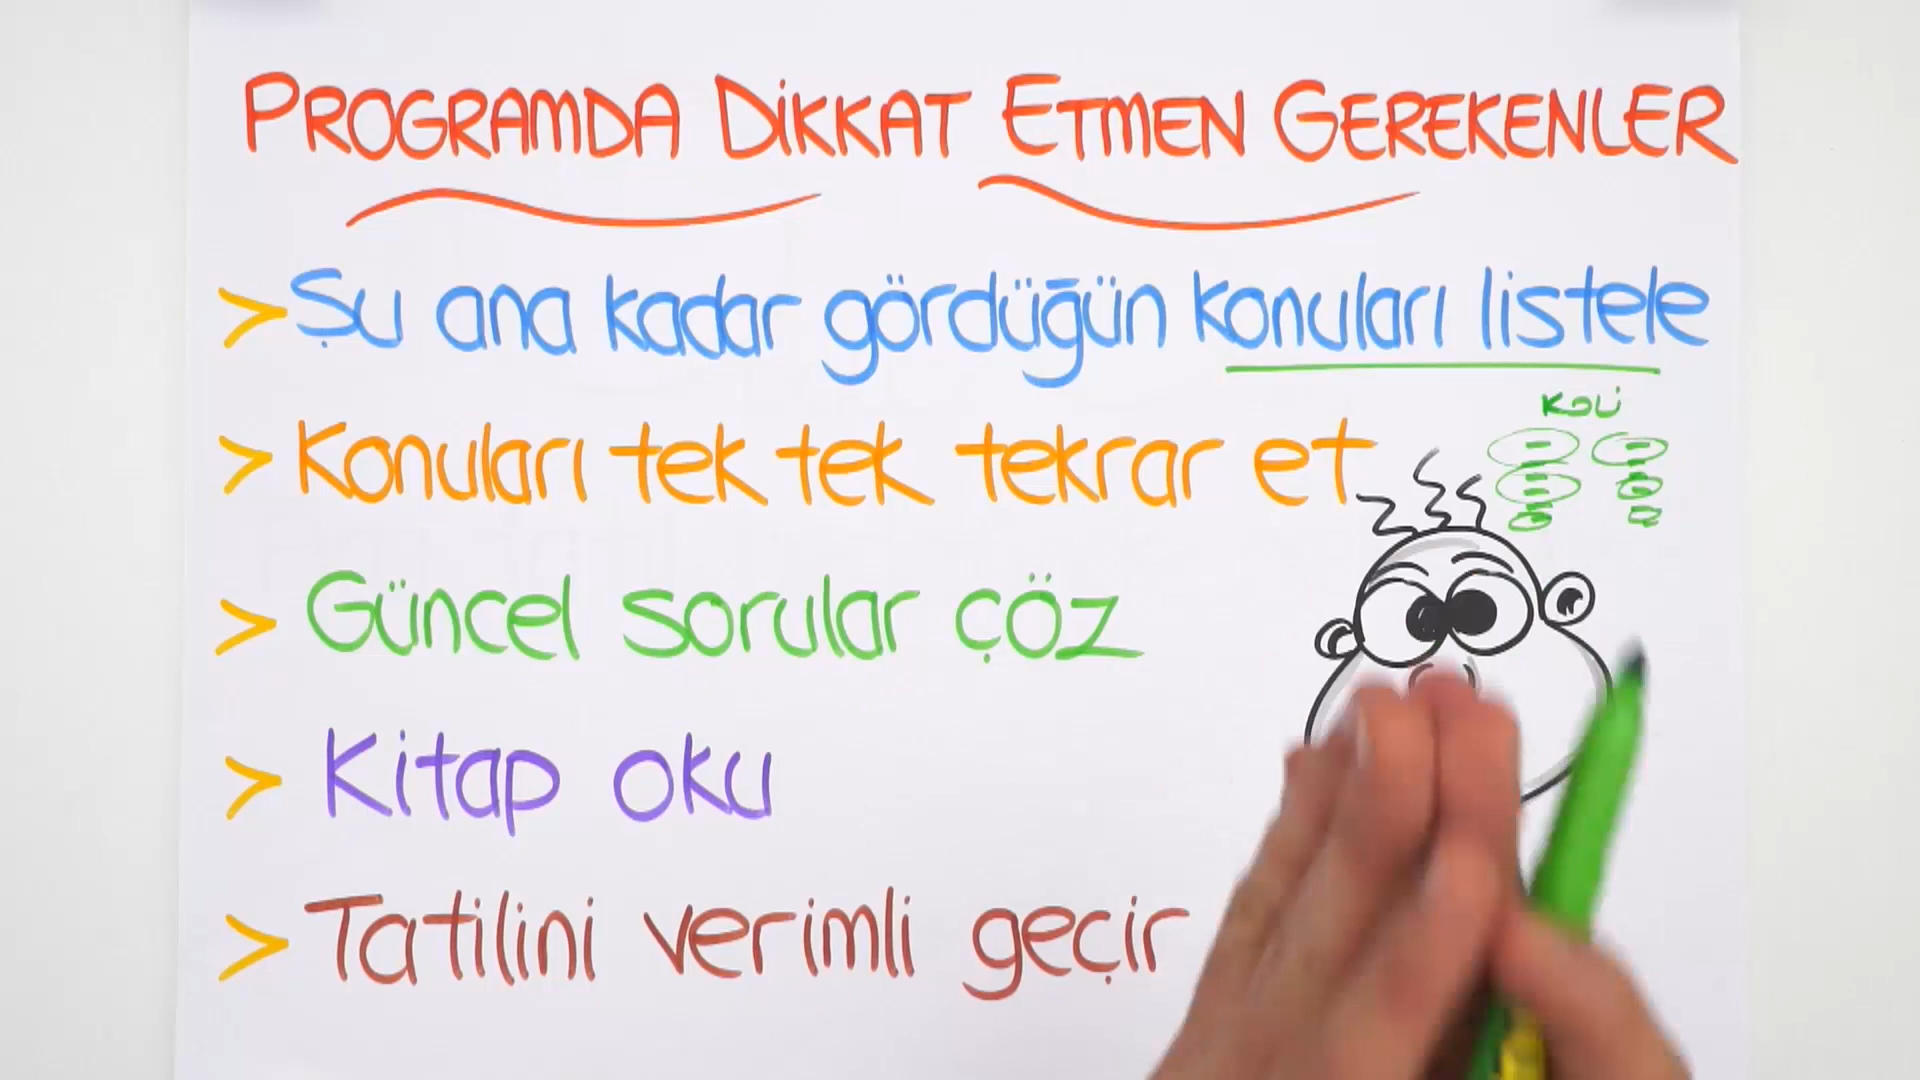 PROGRAMDA DİKKAT ETMEN GEREKENLER
> Şu ana kadar gördüğün konuları listele
> Konuları tek tek tekrar et
> Güncel sorular çöz
> Kitap oku
> Tatilini verimli geçir